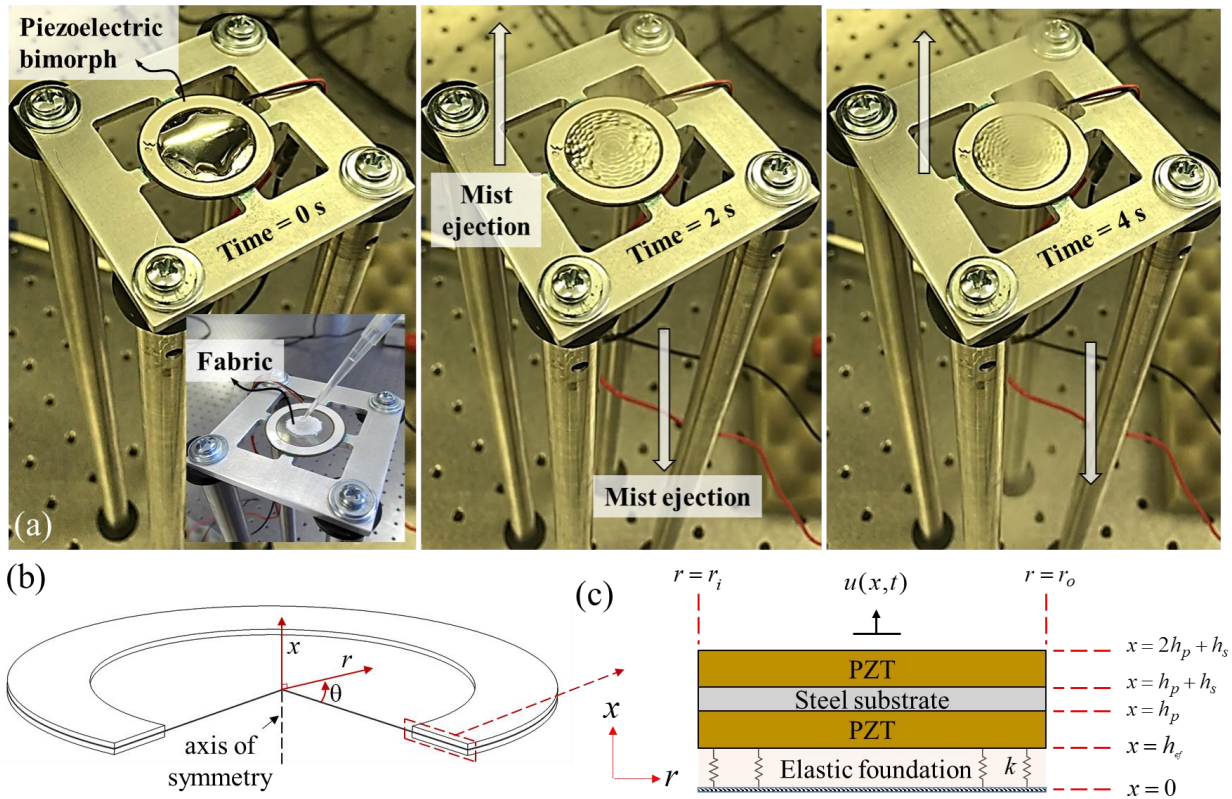 Piezoelectric
bimorph
Time = 0 s
Fabric
(a)
Mist
ejection
Time = 2 s
Mist ejection
Time = 4 s
(b)
x
r
θ
axis of
symmetry
(c)
r = r_i
u(x,t)
r = r_o
PZT
Steel substrate
PZT
Elastic foundation
k
x = 2h_p + h_s
x = h_p + h_s
x = h_p
x = h_ef
x = 0
x
r